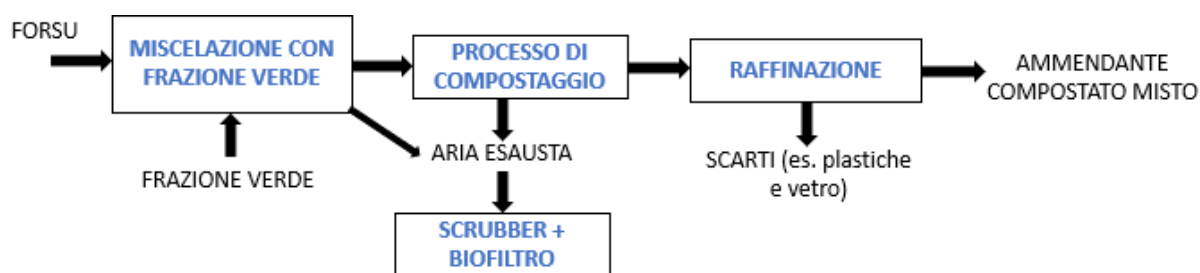 FORSU
MISCELAZIONE CON
FRAZIONE VERDE
PROCESSO DI
COMPOSTAGGIO
RAFFINAZIONE
AMMENDANTE
COMPOSTATO MISTO
FRAZIONE VERDE
ARIA ESAUSTA
SCARTI (es. plastiche
e vetro)
SCRUBBER +
BIOFILTRO